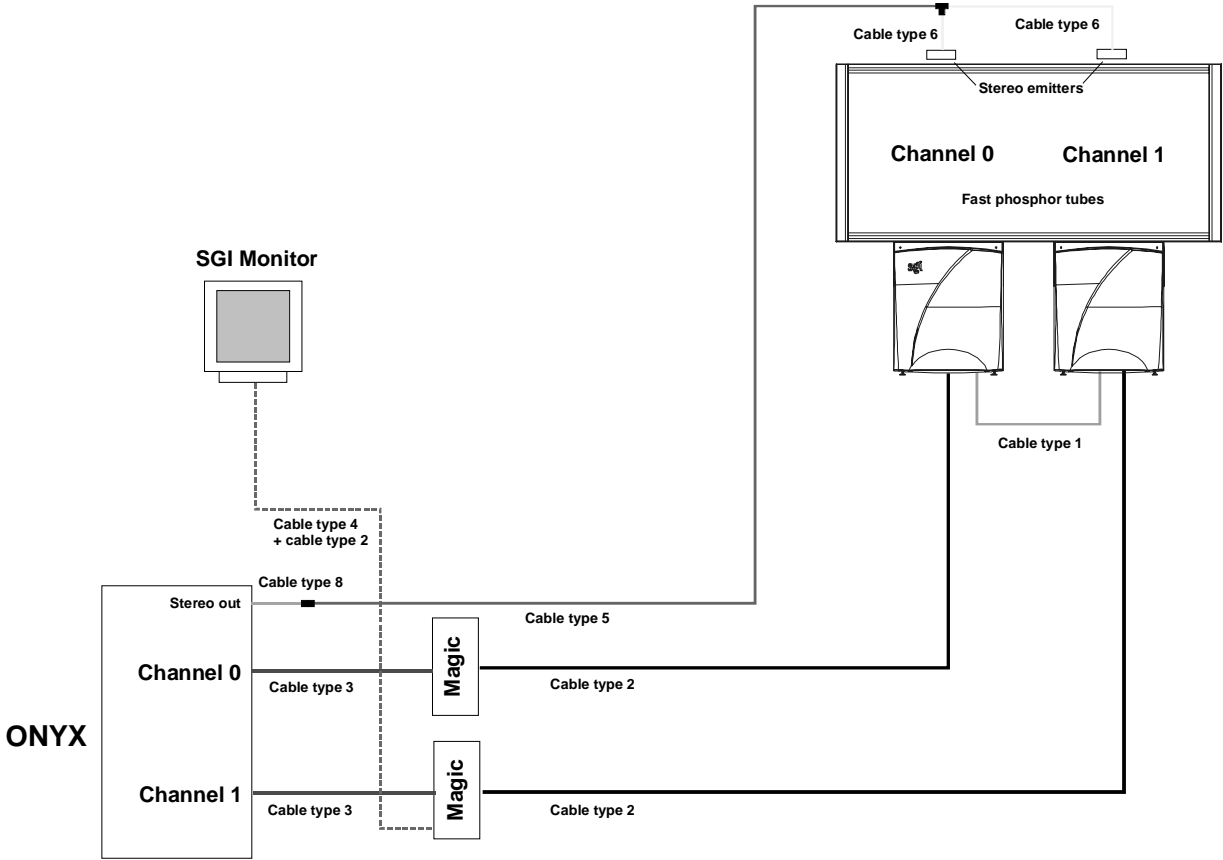 Cable type 6
Cable type 6
Stereo emitters
Channel 0
Channel 1
Fast phosphor tubes
sgi
SGI Monitor
Cable type 1
Cable type 4
+ cable type 2
Cable type 8
Stereo out
Cable type 5
Channel 0
Cable type 3
Magic
Cable type 2
ONYX
Channel 1
Cable type 3
Magic
Cable type 2